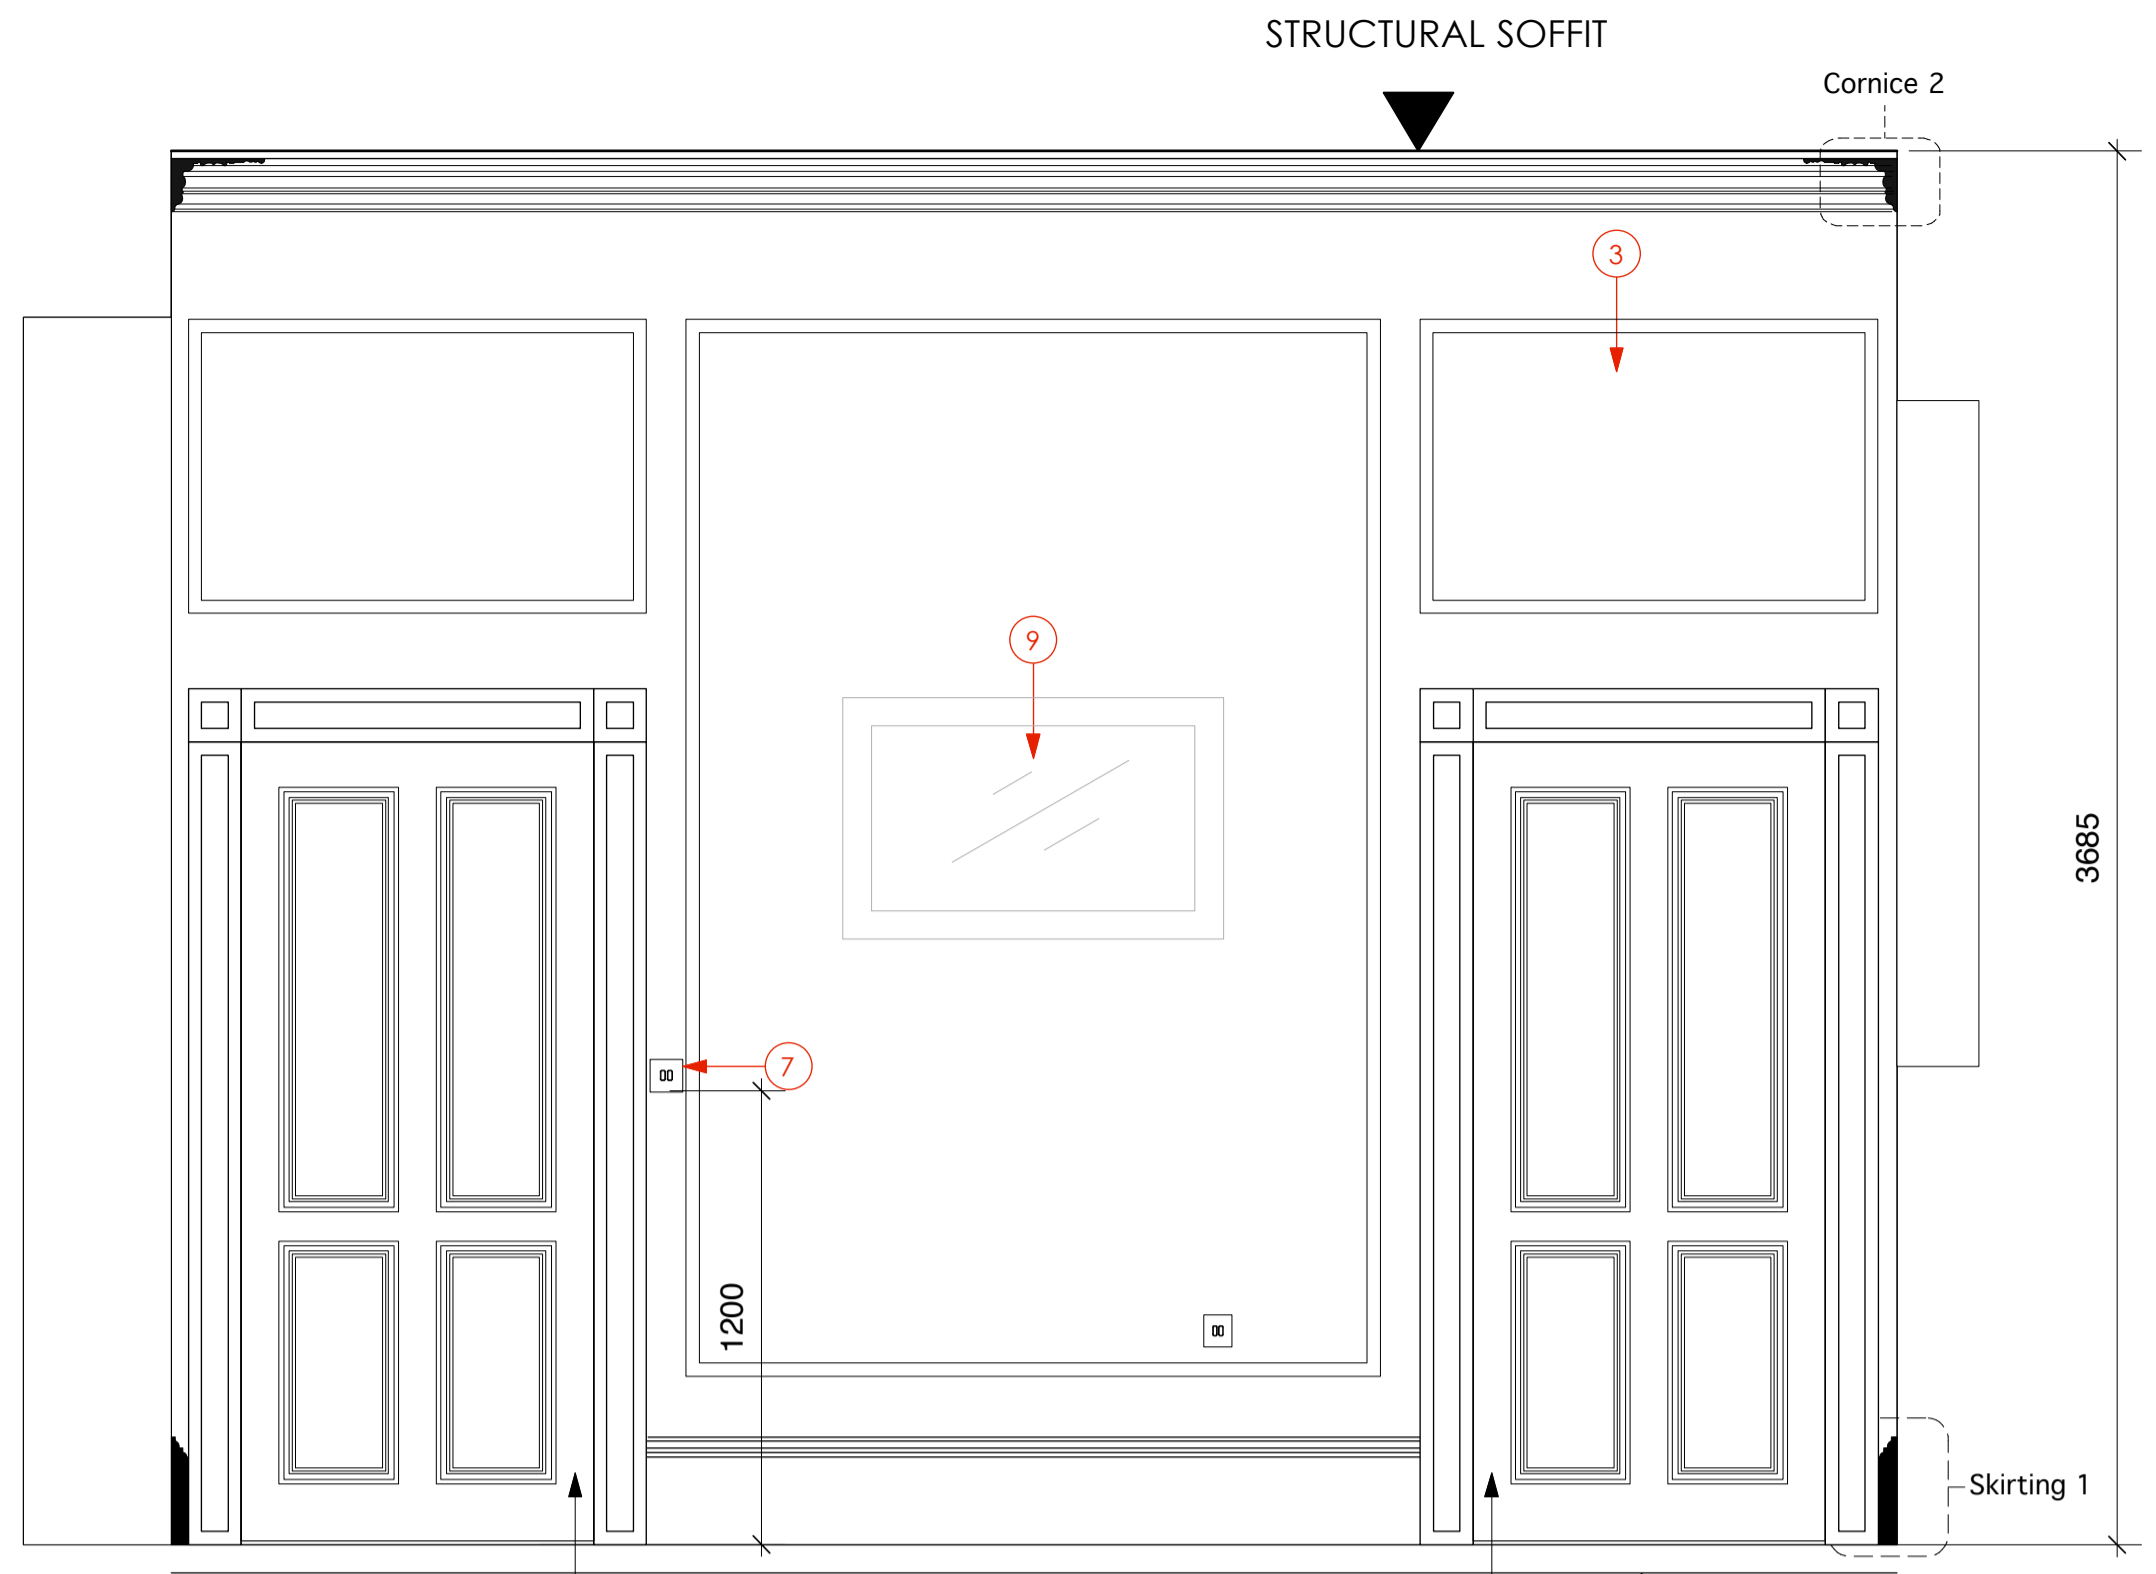 STRUCTURAL SOFFIT
Cornice 2
3
9
3685
7
1200
Skirting 1